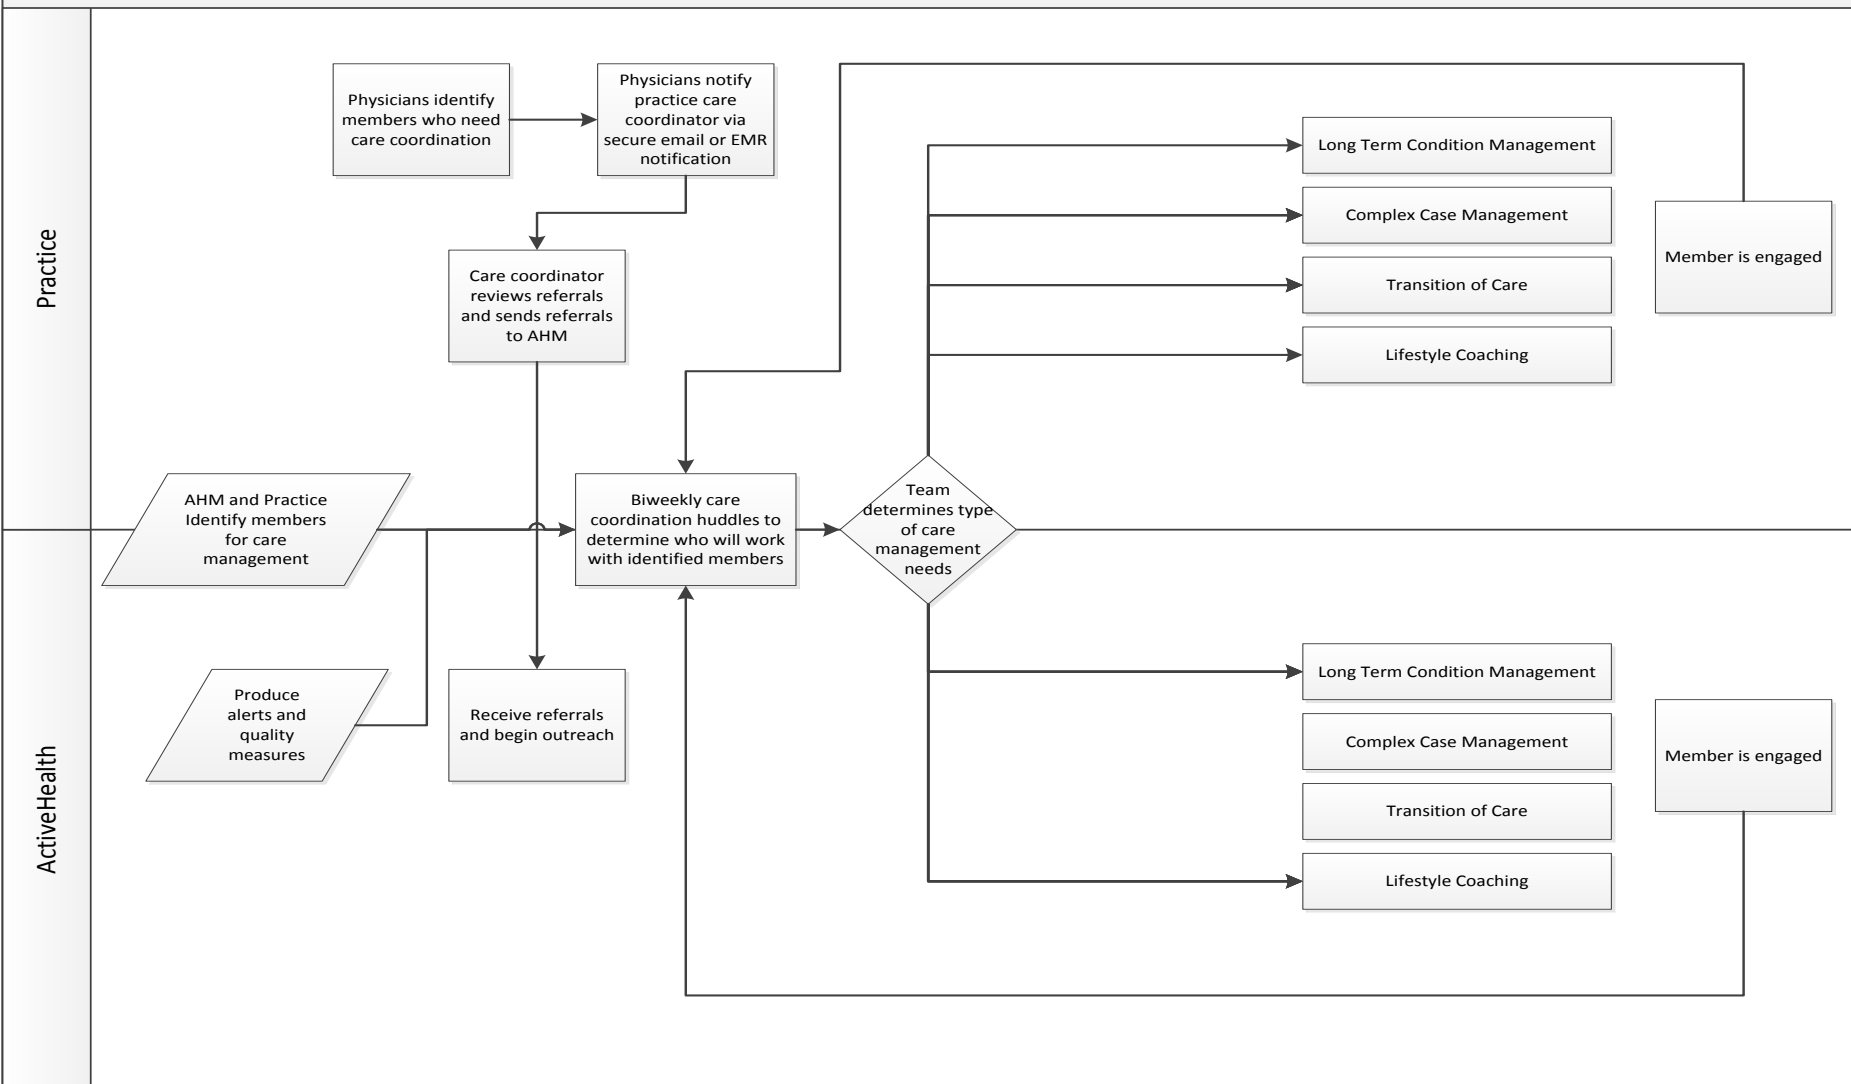 Practice
Physicians identify
members who need
care coordination
Physicians notify
practice care
coordinator via
secure email or EMR
notification
Care coordinator
reviews referrals
and sends referrals
to AHM
Long Term Condition Management
Complex Case Management
Transition of Care
Lifestyle Coaching
Member is engaged
AHM and Practice
Identify members
for care
management
Biweekly care
coordination huddles to
determine who will work
with identified members
Team
determines type
of care
management
needs
ActiveHealth
Produce
alerts and
quality
measures
Receive referrals
and begin outreach
Long Term Condition Management
Complex Case Management
Transition of Care
Lifestyle Coaching
Member is engaged